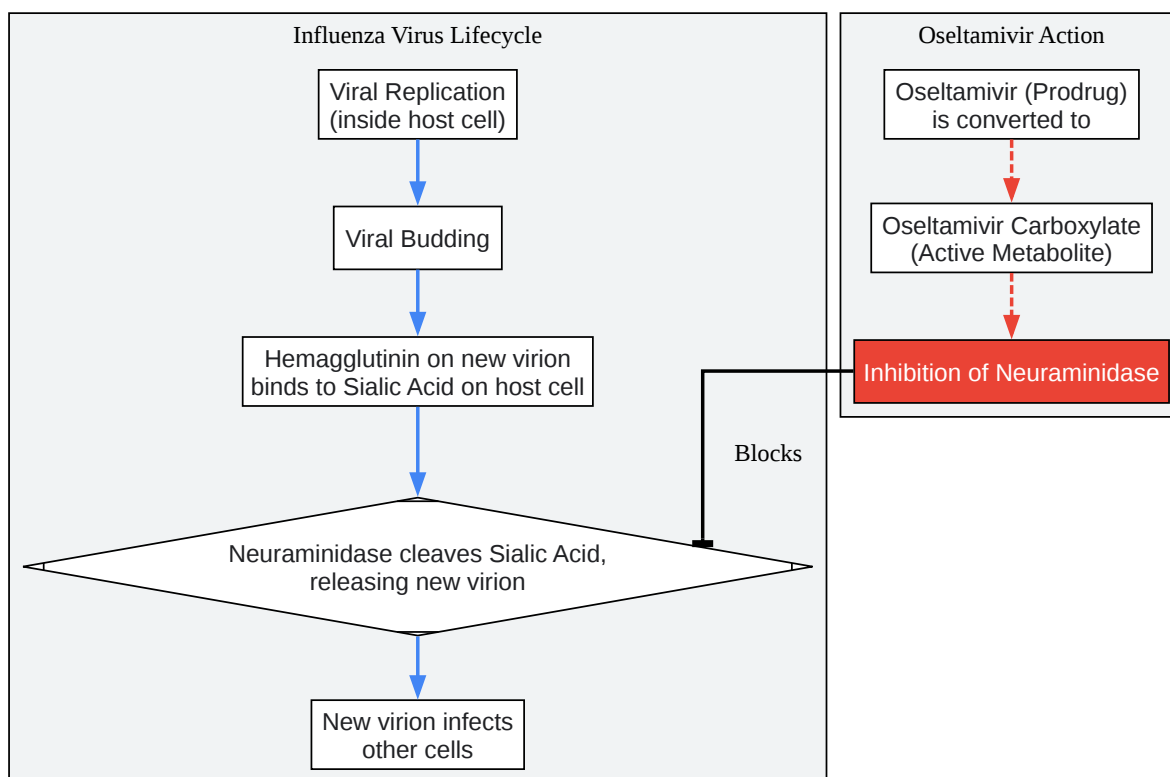 Influenza Virus Lifecycle
Viral Replication
(inside host cell)
Viral Budding
Hemagglutinin on new virion
binds to Sialic Acid on host cell
Neuraminidase cleaves Sialic Acid,
releasing new virion
New virion infects
other cells
Oseltamivir Action
Oseltamivir (Prodrug)
is converted to
Oseltamivir Carboxylate
(Active Metabolite)
Inhibition of Neuraminidase
Blocks